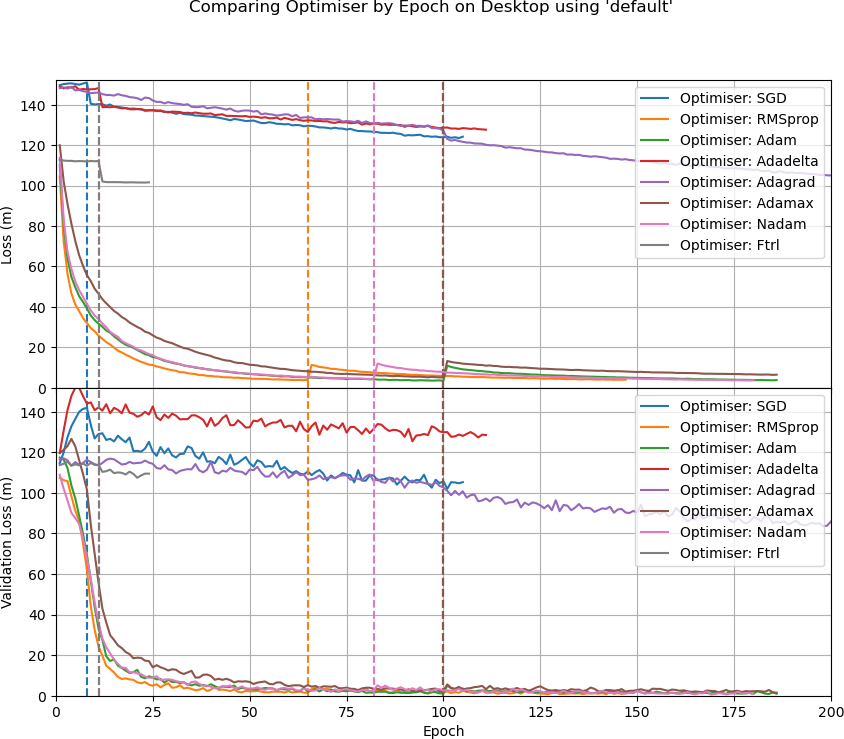 Comparing Optimiser by Epoch on Desktop using 'default'
Loss (m)
140
120
100
80
60
40
20
0
Optimiser: SGD
Optimiser: RMSprop
Optimiser: Adam
Optimiser: Adadelta
Optimiser: Adagrad
Optimiser: Adamax
Optimiser: Nadam
Optimiser: Ftrl
Validation Loss (m)
140
120
100
80
60
40
20
0
Optimiser: SGD
Optimiser: RMSprop
Optimiser: Adam
Optimiser: Adadelta
Optimiser: Adagrad
Optimiser: Adamax
Optimiser: Nadam
Optimiser: Ftrl
0 25 50 75 100 125 150 175 200
Epoch